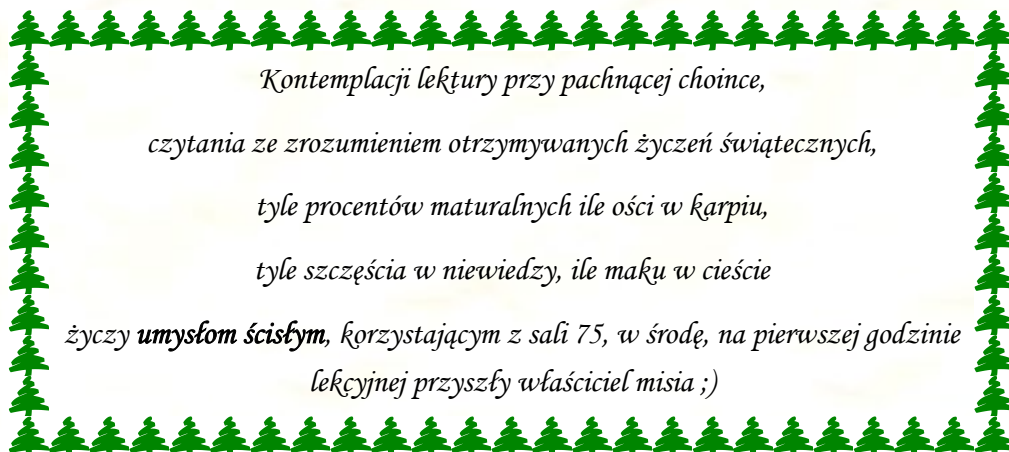 Kontemplacji lektury przy pachnącej choince,
czytania ze zrozumieniem otrzymywanych życzeń świątecznych,
tyle procentów maturalnych ile ości w karpiu,
tyle szczęścia w niewiedzy, ile maku w cieście
życzy umysłom ścisłym, korzystającym z sali 75, w środę, na pierwszej godzinie
lekcyjnej przyszły właściciel misia ;)